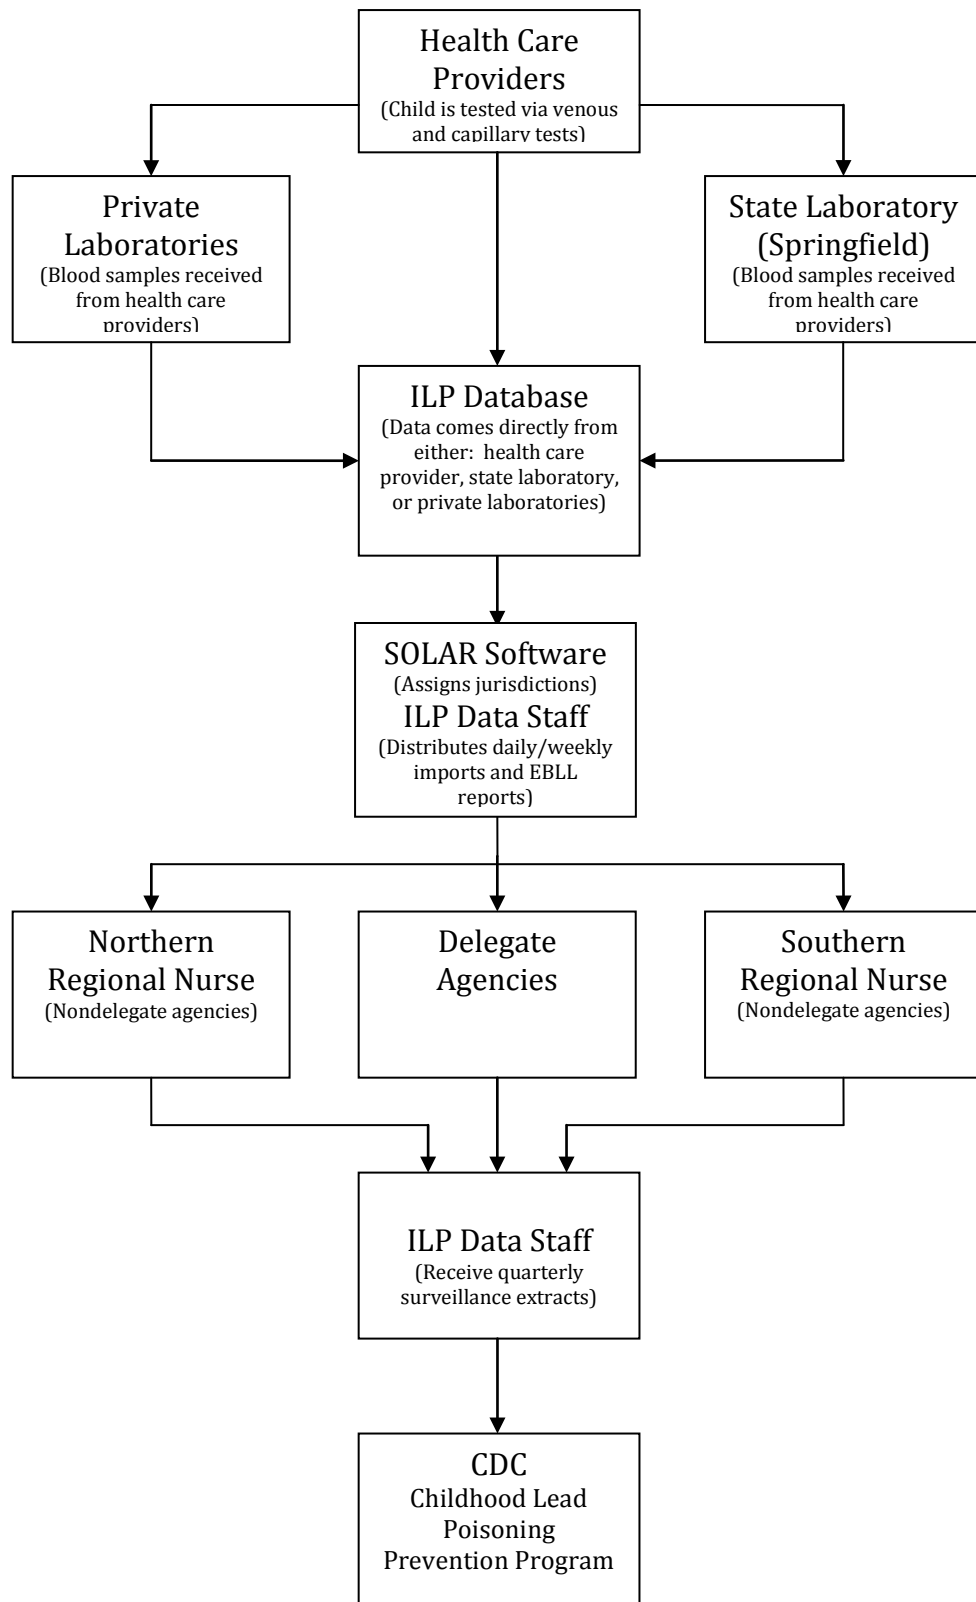 Health Care
Providers
(Child is tested via venous
and capillary tests)
Private
Laboratories
(Blood samples received
from health care
providers)
State Laboratory
(Springfield)
(Blood samples received
from health care
providers)
ILP Database
(Data comes directly from
either:  health care
provider, state laboratory,
or private laboratories)
SOLAR Software
(Assigns jurisdictions)
ILP Data Staff
(Distributes daily/weekly
imports and EBLL
reports)
Northern
Regional Nurse
(Nondelegate agencies)
Delegate
Agencies
Southern
Regional Nurse
(Nondelegate agencies)
ILP Data Staff
(Receive quarterly
surveillance extracts)
CDC
Childhood Lead
Poisoning
Prevention Program